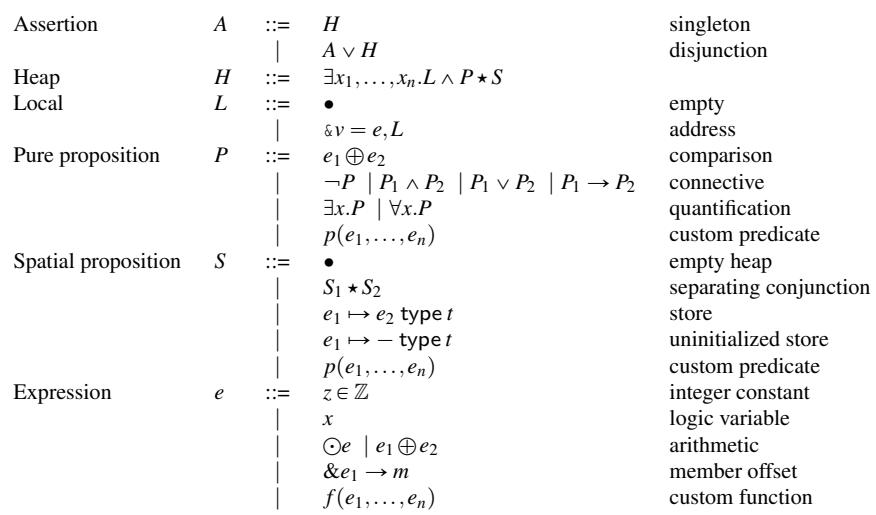 Assertion A ::= H singleton
| A ∨ H disjunction
Heap H ::= ∃x₁,…,xₙ.L ∧ P ⋆ S
Local L ::= • empty
| &v = e, L address
Pure proposition P ::= e₁ ⊕ e₂ comparison
| ¬P | P₁ ∧ P₂ | P₁ ∨ P₂ | P₁ → P₂ connective
| ∃x.P | ∀x.P quantification
| p(e₁,…,eₙ) custom predicate
Spatial proposition S ::= • empty heap
| S₁ ⋆ S₂ separating conjunction
| e₁ ↦ e₂ type t store
| e₁ ↦ − type t uninitialized store
| p(e₁,…,eₙ) custom predicate
Expression e ::= z ∈ ℤ integer constant
| x logic variable
| ⊙e | e₁ ⊕ e₂ arithmetic
| &e₁ → m member offset
| f(e₁,…,eₙ) custom function